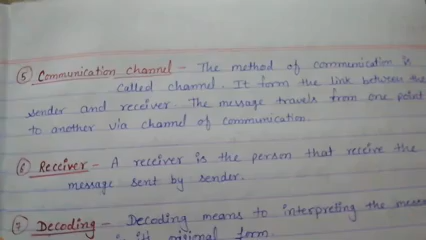 ⑤ Communication channel - The method of communication is
called channel. It form the link between the
sender and receiver. The message travels from one point
to another via channel of communication.
⑥ Receiver - A receiver is the person that receive the
message sent by sender.
⑦ Decoding - Decoding means to interpreting the
its origional form.